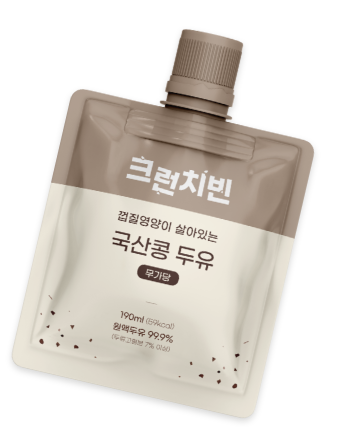 크런치빈
껍질영양이 살아있는
국산콩 두유
무가당
190ml
원액두유 99.9%